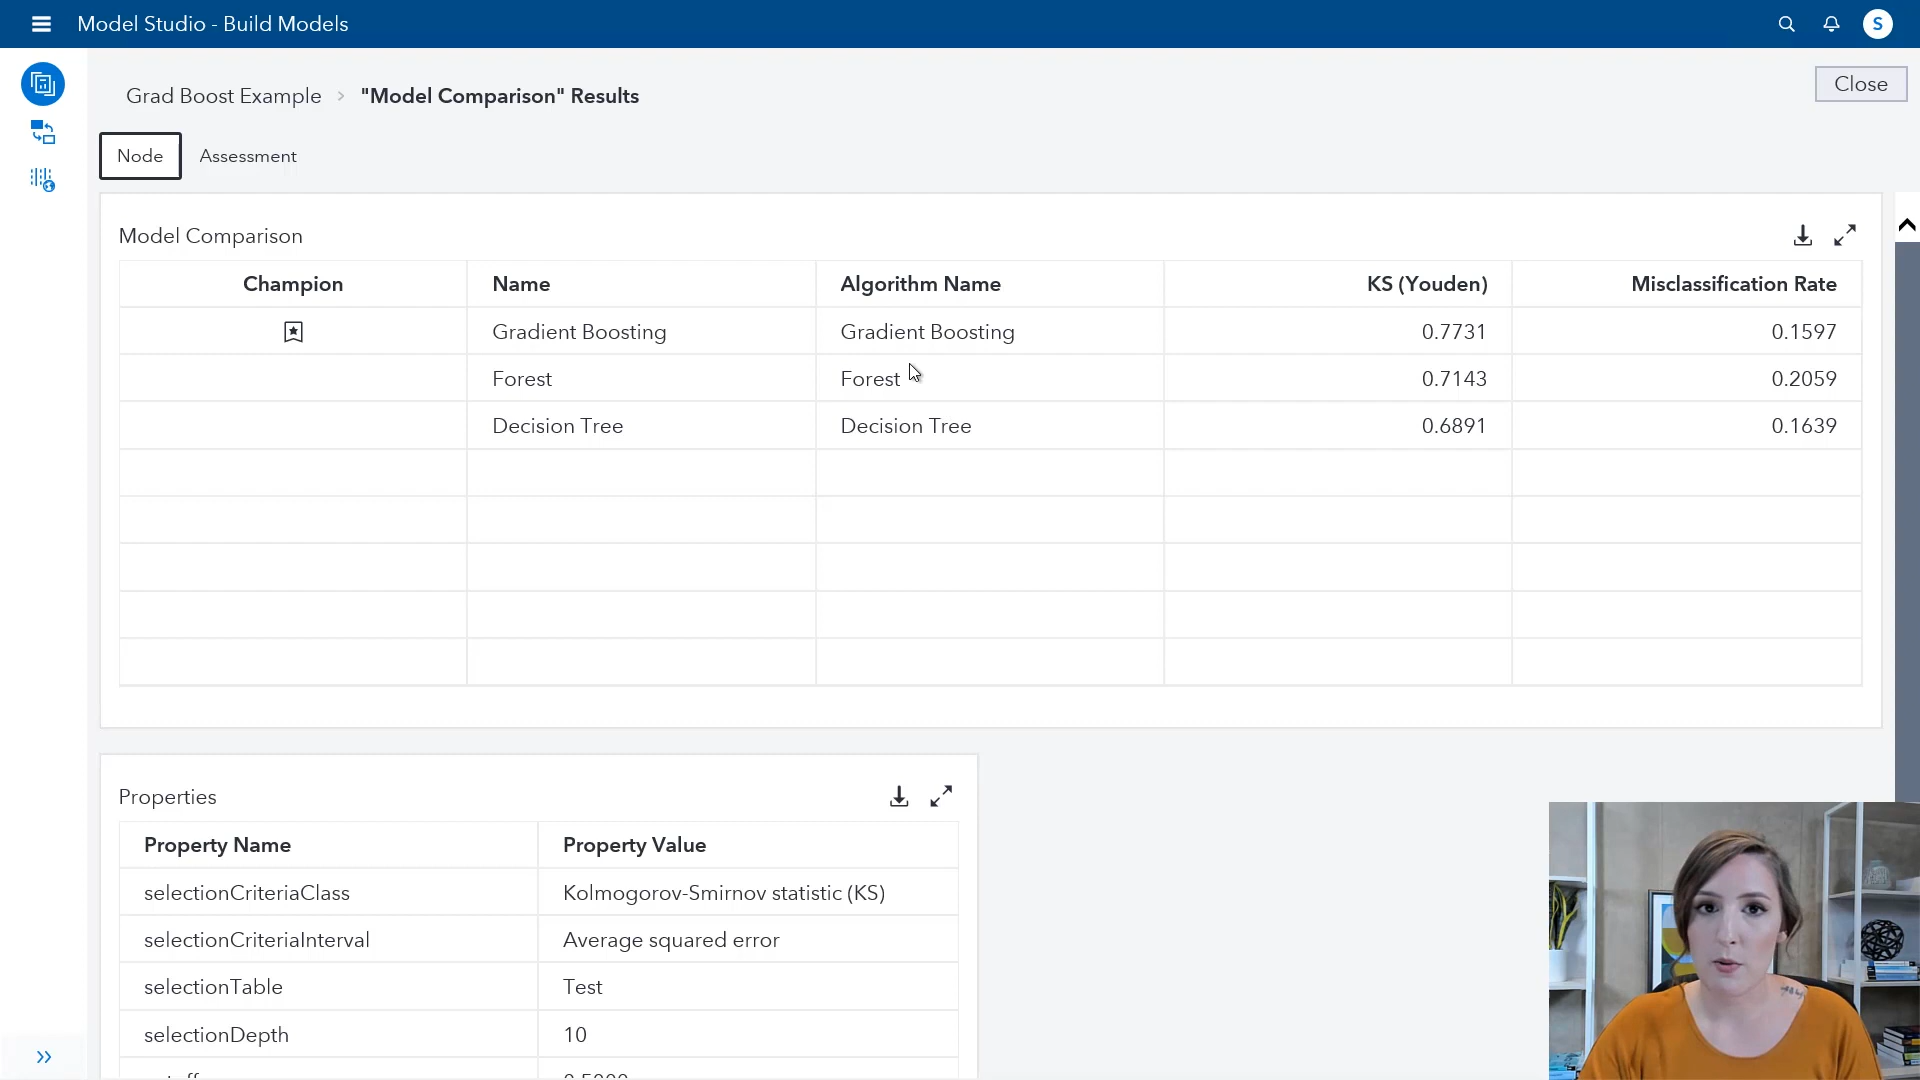 Model Studio - Build Models
S
Close
Grad Boost Example > "Model Comparison" Results
Node Assessment
Model Comparison
Champion Name Algorithm Name KS (Youden) Misclassification Rate
Gradient Boosting Gradient Boosting 0.7731 0.1597
Forest Forest 0.7143 0.2059
Decision Tree Decision Tree 0.6891 0.1639
Properties
Property Name Property Value
selectionCriteriaClass Kolmogorov-Smirnov statistic (KS)
selectionCriteriaInterval Average squared error
selectionTable Test
selectionDepth 10